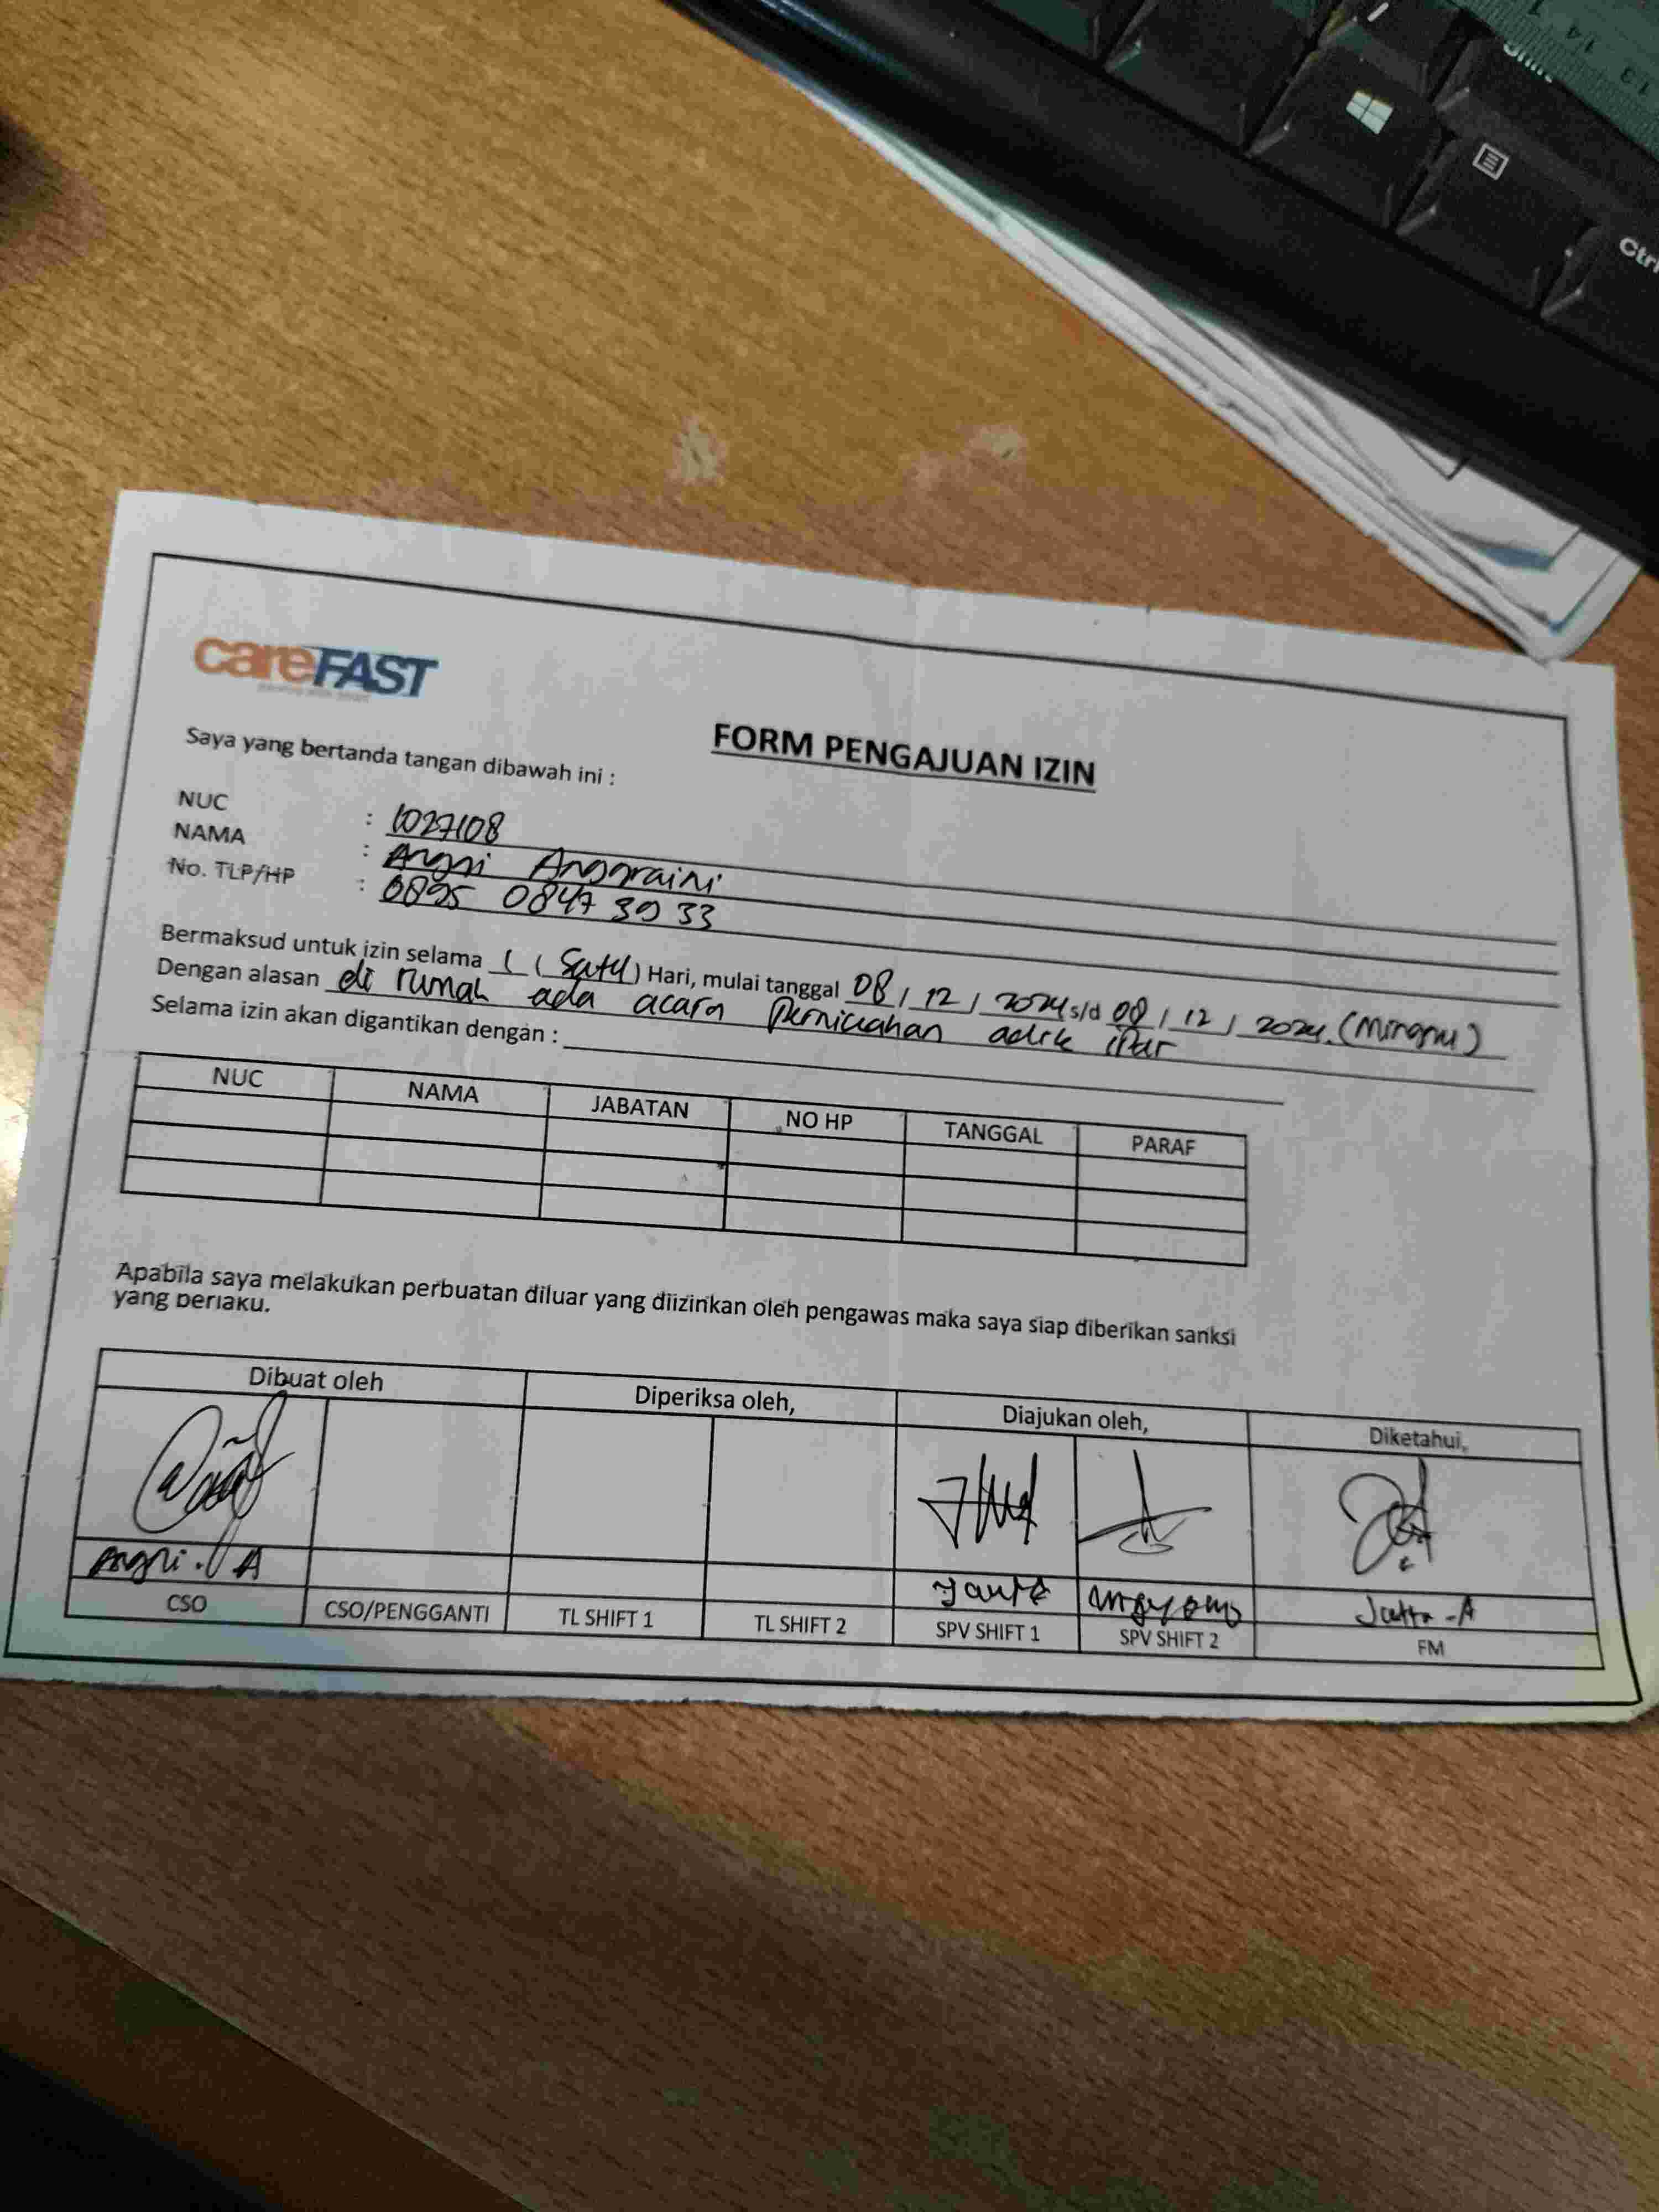 careFAST
FORM PENGAJUAN IZIN
Saya yang bertanda tangan dibawah ini :
NUC : 1027108
NAMA : Angri Anggraini
No. TLP/HP : 0895 0847 3933
Bermaksud untuk izin selama 1 ( Satu ) Hari, mulai tanggal 08 / 12 / 2024 s/d 08 / 12 / 2024. (Minggu)
Dengan alasan di rumah ada acara Pernikahan adik ipar
Selama izin akan digantikan dengan :
NUC NAMA JABATAN NO HP TANGGAL PARAF
Apabila saya melakukan perbuatan diluar yang diizinkan oleh pengawas maka saya siap diberikan sanksi
yang berlaku.
Dibuat oleh Diperiksa oleh, Diajukan oleh, Diketahui,
Angri . A
CSO CSO/PENGGANTI TL SHIFT 1 TL SHIFT 2 SPV SHIFT 1 SPV SHIFT 2 FM
Ctrl
13 14